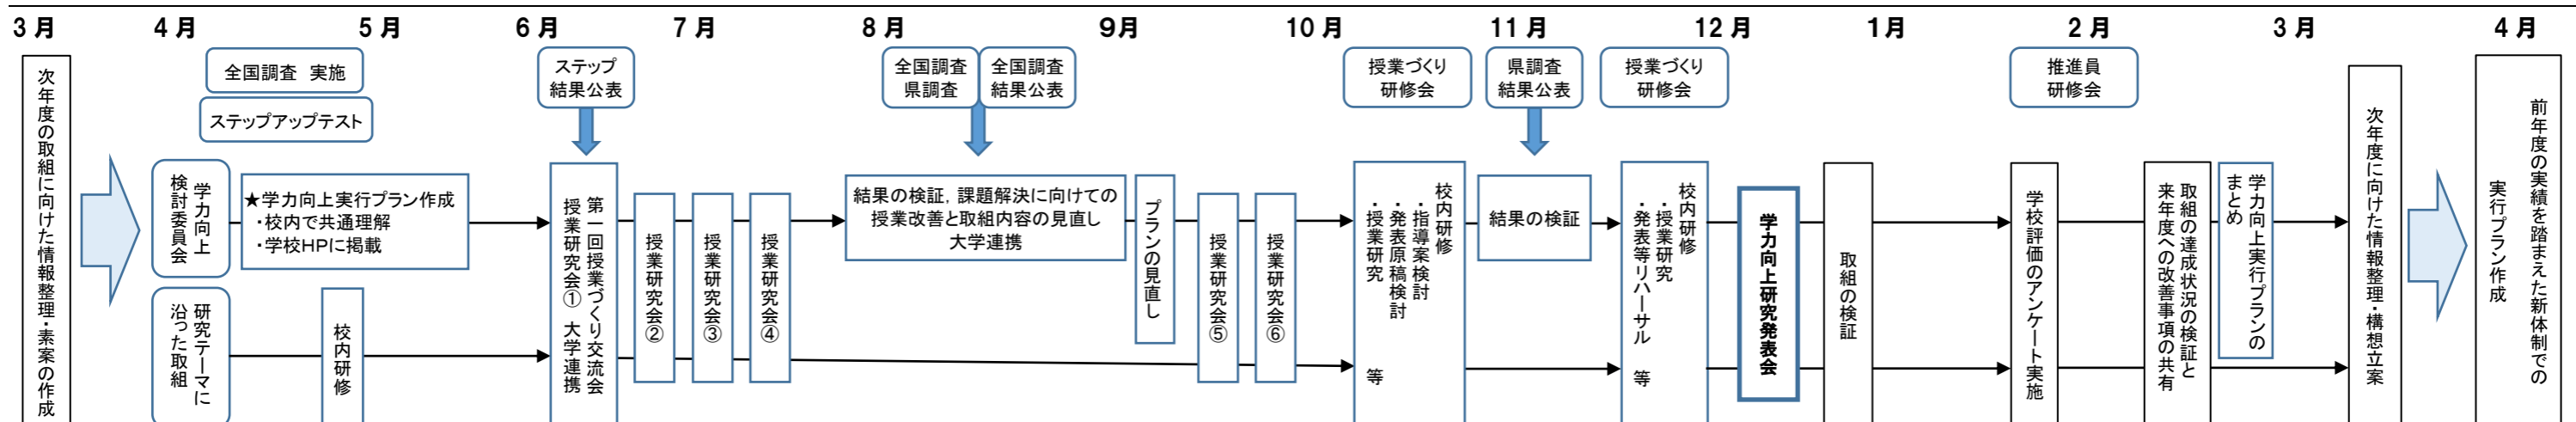 3月
4月
5月
6月
7月
8月
9月
10月
11月
12月
1月
2月
3月
4月
全国調査 実施
ステップアップテスト
ステップ
結果公表
全国調査
県調査
全国調査
結果公表
授業づくり
研修会
県調査
結果公表
授業づくり
研修会
推進員
研修会
次年度の取組に向けた情報整理・素案の作成
学力向上
検討委員会
★学力向上実行プラン作成
・校内で共通理解
・学校HPに掲載
研究テーマに
沿った取組
校内研修
第一回授業づくり交流会
授業研究会① 大学連携
授業研究会②
授業研究会③
授業研究会④
結果の検証，課題解決に向けての
授業改善と取組内容の見直し
大学連携
プランの見直し
授業研究会⑤
授業研究会⑥
校内研修
・指導案検討
・発表原稿検討
・授業研究 等
結果の検証
校内研修
・授業研究
・発表等リハーサル 等
学力向上研究発表会
取組の検証
学校評価のアンケート実施
取組の達成状況の検証と
来年度への改善事項の共有
学力向上実行プランの
まとめ
次年度に向けた情報整理・構想立案
前年度の実績を踏まえた新体制での
実行プラン作成